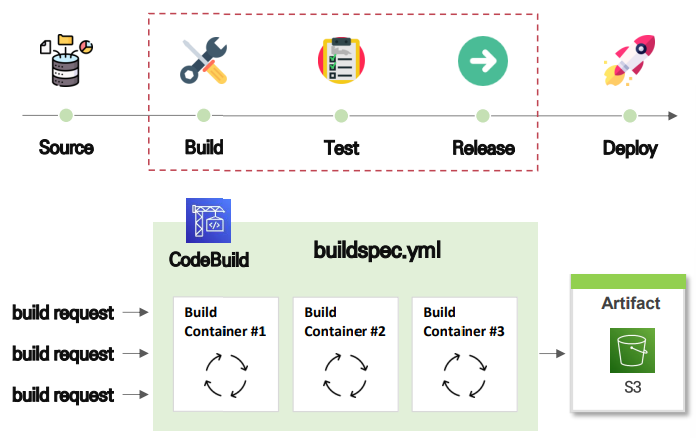 Source
Build
Test
Release
Deploy
CodeBuild
buildspec.yml
build request
build request
build request
Build
Container #1
Build
Container #2
Build
Container #3
Artifact
S3